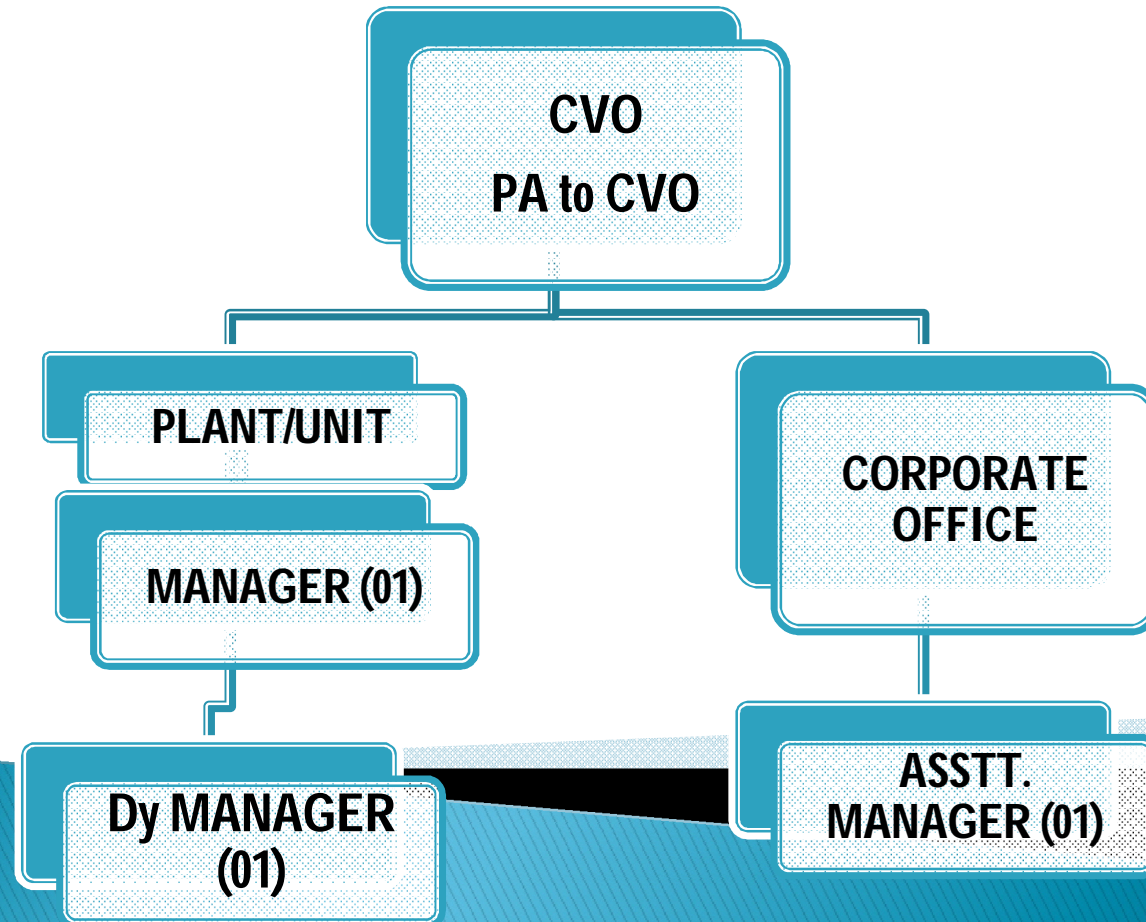 CVO
PA to CVO
PLANT/UNIT
MANAGER (01)
Dy MANAGER
(01)
CORPORATE
OFFICE
ASSTT.
MANAGER (01)